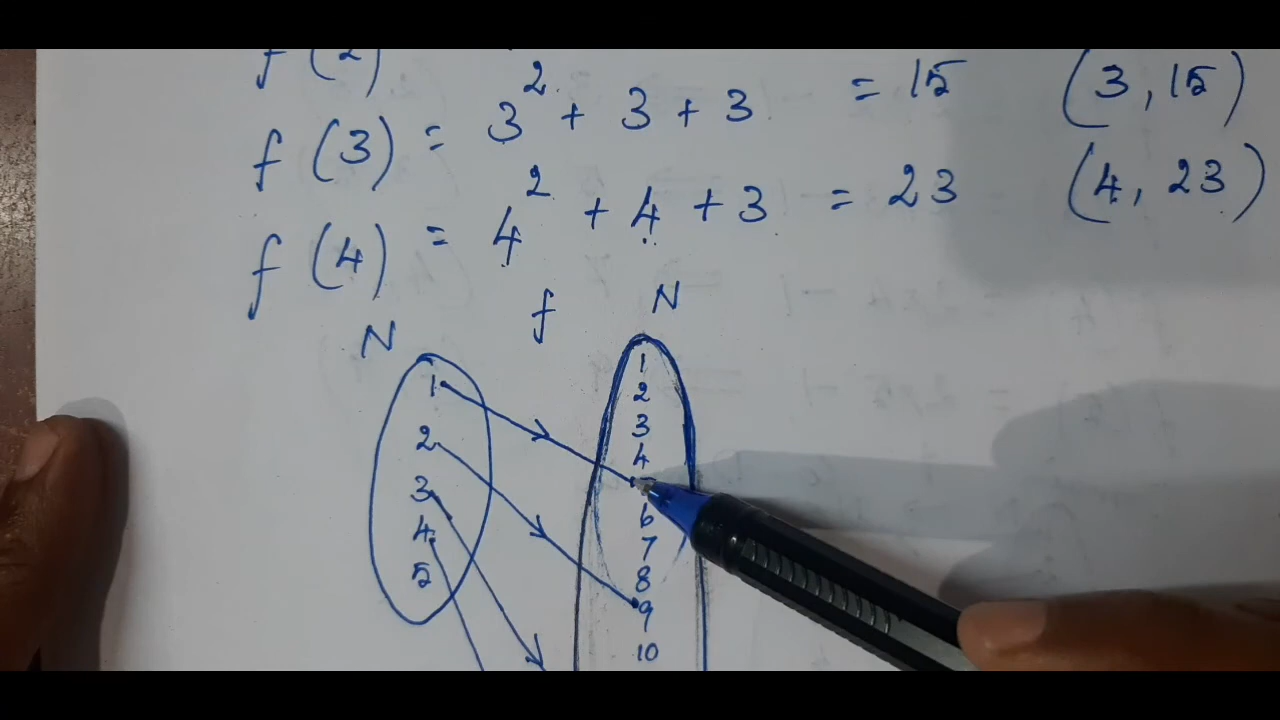 f (2)
f (3) = 3² + 3 + 3 = 15 (3, 15)
f (4) = 4² + 4 + 3 = 23 (4, 23)
N f N
1 1
2 2
3 3
4 4
5 6
7
8
9
10